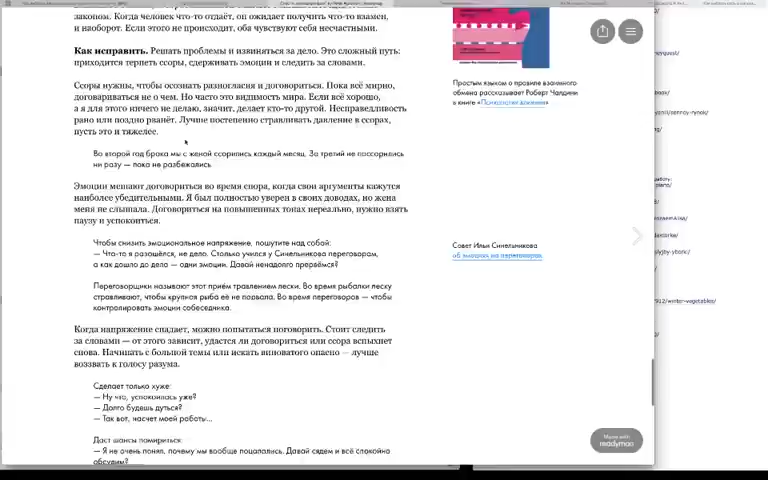 законом. Когда человек что-то отдаёт, он ожидает получить что-то взамен,
и наоборот. Если этого не происходит, оба чувствуют себя несчастными.
Как исправить. Решать проблемы и извиняться за дело. Это сложный путь:
приходится терпеть ссоры, сдерживать эмоции и следить за словами.
Ссоры нужны, чтобы осознать разногласия и договориться. Пока всё мирно,
договариваться не о чем. Но часто это видимость мира. Если всё хорошо,
а я для этого ничего не делаю, значит, делает кто-то другой. Несправедливость
рано или поздно рванёт. Лучше постепенно стравливать давление в ссорах,
пусть это и тяжелее.
Во второй год брака мы с женой ссорились каждый месяц. За третий не поссорились
ни разу — пока не разбежались
Эмоции мешают договориться во время спора, когда свои аргументы кажутся
наиболее убедительными. Я был полностью уверен в своих доводах, но жена
меня не слышала. Договориться на повышенных тонах нереально, нужно взять
паузу и успокоиться.
Чтобы снизить эмоциональное напряжение, пошутите над собой:
— Что-то я разошёлся, не дело. Столько учился у Синельникова переговорам,
а как дошло до дела — одни эмоции. Давай ненадолго прервёмся?
Переговорщики называют этот приём травлением лески. Во время рыбалки леску
стравливают, чтобы крупная рыба её не порвала. Во время переговоров — чтобы
контролировать эмоции собеседника.
Когда напряжение спадает, можно попытаться поговорить. Стоит следить
за словами — от этого зависит, удастся ли договориться или ссора вспыхнет
снова. Начинать с больной темы или искать виноватого опасно — лучше
воззвать к голосу разума.
Сделает только хуже:
— Ну что, успокоилась уже?
— Долго будешь дуться?
— Так вот, насчет моей работы...
Даст шансы помириться:
— Я не очень понял, почему мы вообще поцапались. Давай сядем и всё спокойно
обсудим?
Простым языком о правиле взаимного
обмена рассказывает Роберт Чалдини
в книге «Психология влияния»
Совет Ильи Синельникова
об эмоциях на переговорах
Made with
readymag
/winter-vegetables/